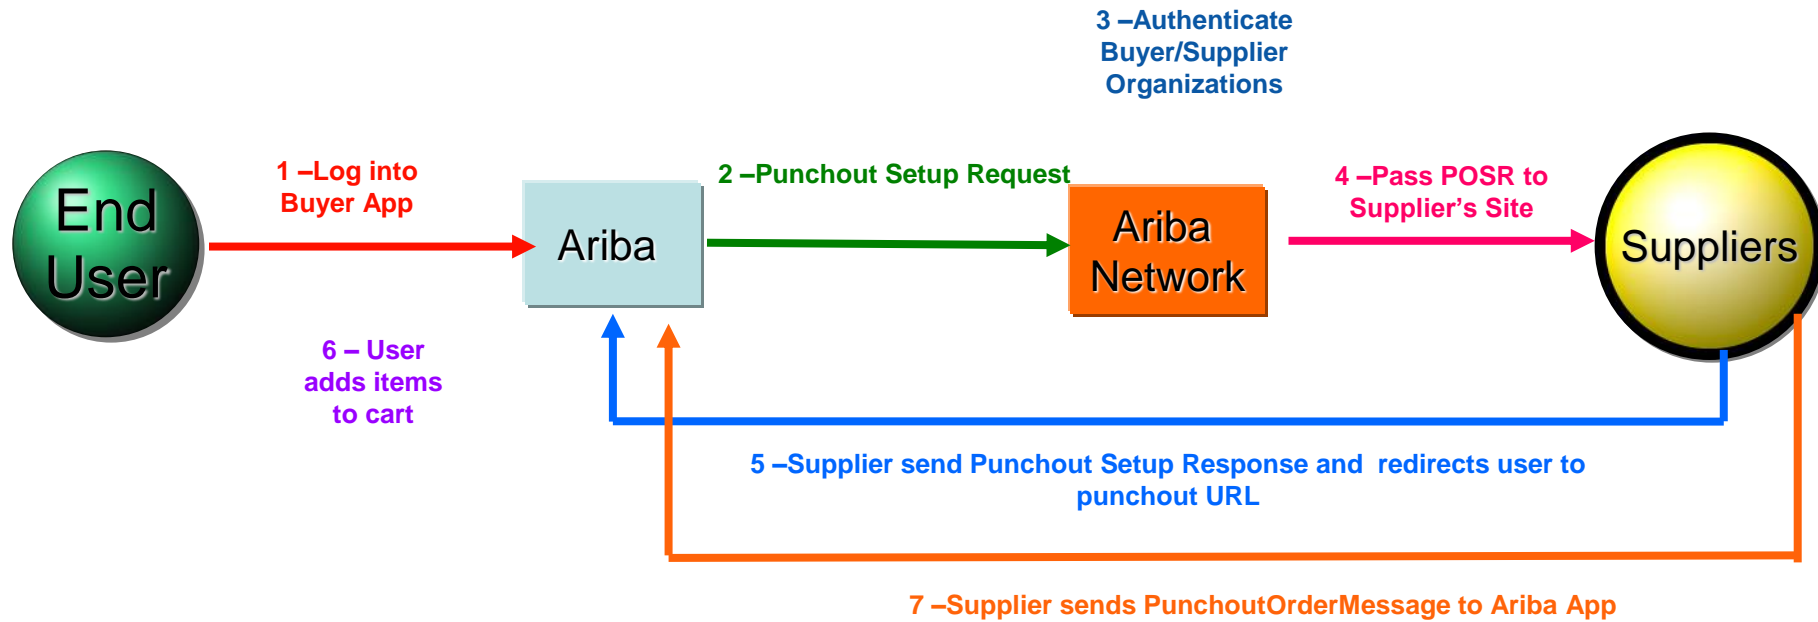 3 –Authenticate
Buyer/Supplier
Organizations
1 –Log into
Buyer App
2 –Punchout Setup Request
4 –Pass POSR to
Supplier’s Site
End
User
Ariba
Ariba
Network
Suppliers
6 – User
adds items
to cart
5 –Supplier send Punchout Setup Response and  redirects user to
punchout URL
7 –Supplier sends PunchoutOrderMessage to Ariba App